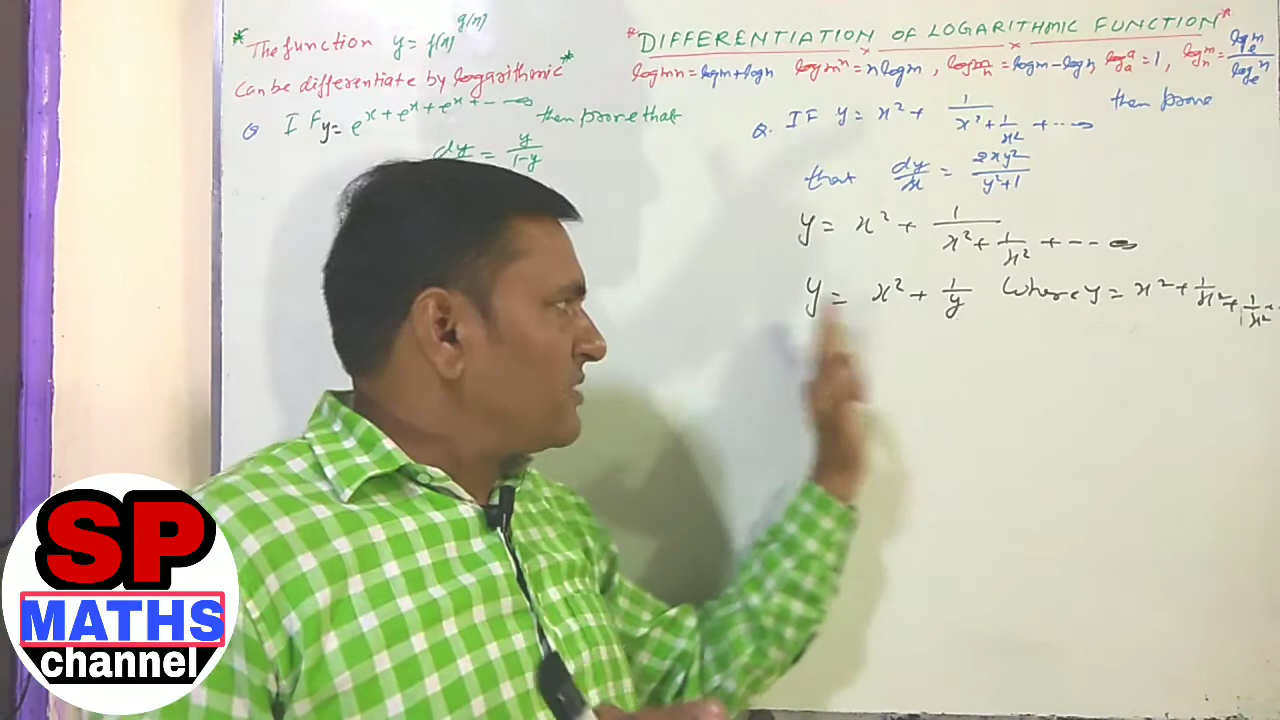 *The function y = f(x)^g(x)
can be differentiate by logarithmic*
Q I F y = e^x + e^x + e^x + --- ∞ then prove that
dy = y/1-y
*DIFFERENTIATION OF LOGARITHMIC FUNCTION*
log mn = log m + log n log m^n = n log m, log m/n = log m - log n, log_a a = 1, log_n m = log_e m / log_e n
Q. IF y = x² + 1/x² + 1/x² + --- ∞ then prove
that dy/dx = 2xy²/y²+1
y = x² + 1/x² + 1/x² + --- ∞
y = x² + 1/y where y = x² + 1/x² + 1/x² +
SP
MATHS
channel